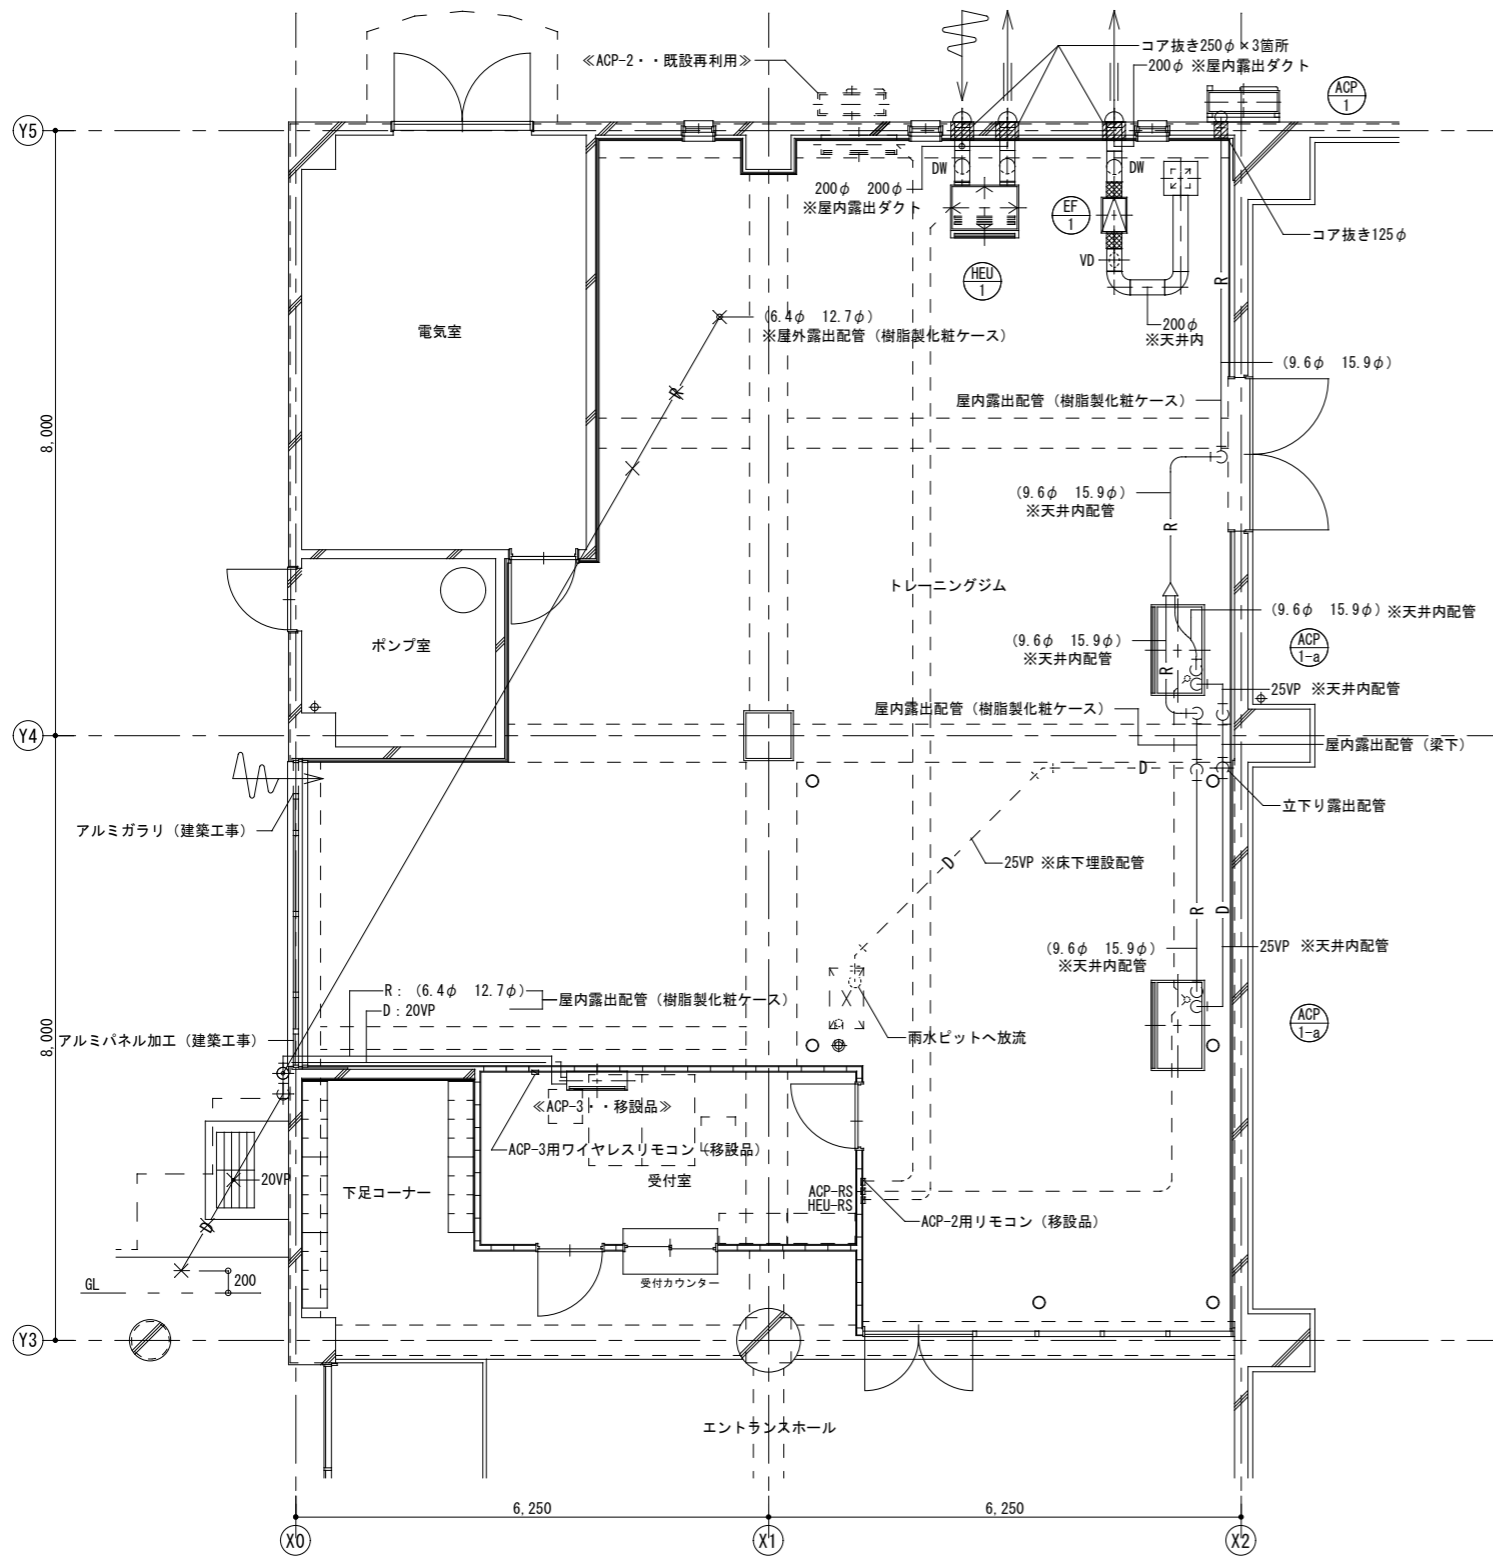 コア抜き250φ×3箇所
≪ACP-2・・既設再利用≫
200φ ※屋内露出ダクト
ACP
1
Y5
DW
DW
200φ 200φ
※屋内露出ダクト
EF
1
コア抜き125φ
VD
HEU
1
R
(6.4φ 12.7φ)
※屋外露出配管（樹脂製化粧ケース）
200φ
※天井内
電気室
(9.6φ 15.9φ)
R
屋内露出配管（樹脂製化粧ケース）
8,000
(9.6φ 15.9φ)
※天井内配管
R
トレーニングジム
(9.6φ 15.9φ) ※天井内配管
(9.6φ 15.9φ)
※天井内配管
ACP
1-a
ポンプ室
R
25VP ※天井内配管
屋内露出配管（樹脂製化粧ケース）
Y4
屋内露出配管（梁下）
D
立下り露出配管
アルミガラリ（建築工事）
25VP ※床下埋設配管
D
R
D
(9.6φ 15.9φ)
※天井内配管
25VP ※天井内配管
R : (6.4φ 12.7φ)
屋内露出配管（樹脂製化粧ケース）
D : 20VP
8,000
アルミパネル加工（建築工事）
雨水ピットへ放流
ACP
1-a
≪ACP-3・・移設品≫
ACP-3用ワイヤレスリモコン（移設品）
20VP
下足コーナー
受付室
ACP-RS
HEU-RS
ACP-2用リモコン（移設品）
D
GL
200
受付カウンター
Y3
エントランスホール
6,250
6,250
X0
X1
X2